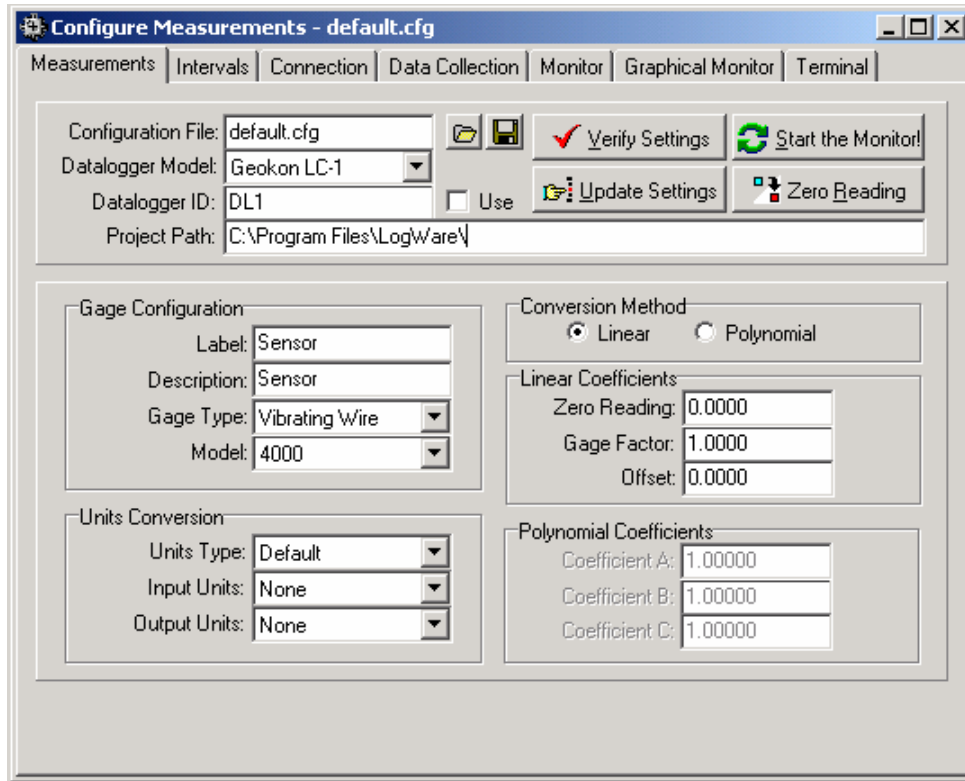 Configure Measurements - default.cfg
Measurements Intervals Connection Data Collection Monitor Graphical Monitor Terminal
Configuration File: default.cfg
Verify Settings
Start the Monitor!
Datalogger Model: Geokon LC-1
Datalogger ID: DL1
Use
Update Settings
Zero Reading
Project Path: C:\Program Files\LogWare\
Gage Configuration
Label: Sensor
Description: Sensor
Gage Type: Vibrating Wire
Model: 4000
Units Conversion
Units Type: Default
Input Units: None
Output Units: None
Conversion Method
Linear Polynomial
Linear Coefficients
Zero Reading: 0.0000
Gage Factor: 1.0000
Offset: 0.0000
Polynomial Coefficients
Coefficient A: 1.00000
Coefficient B: 1.00000
Coefficient C: 1.00000